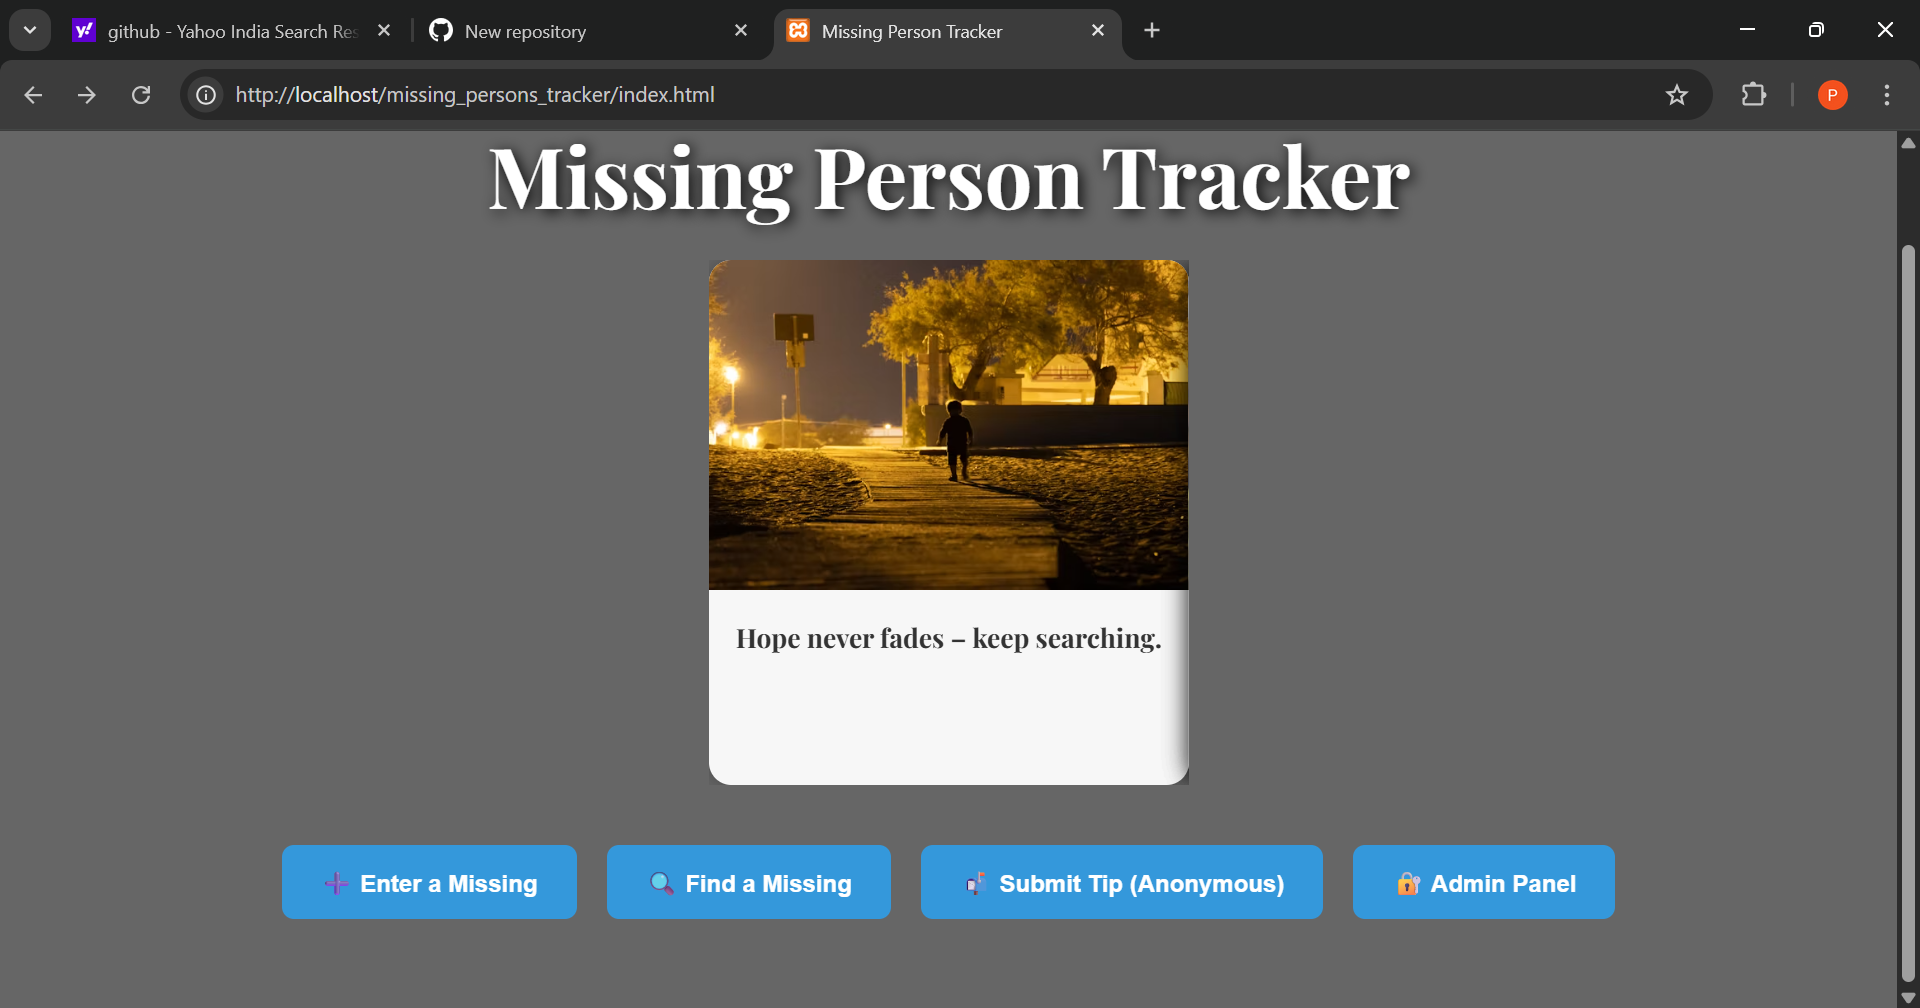 github - Yahoo India Search Res
New repository
Missing Person Tracker
http://localhost/missing_persons_tracker/index.html
P
Missing Person Tracker
Hope never fades – keep searching.
➕ Enter a Missing
🔍 Find a Missing
📬 Submit Tip (Anonymous)
🔐 Admin Panel